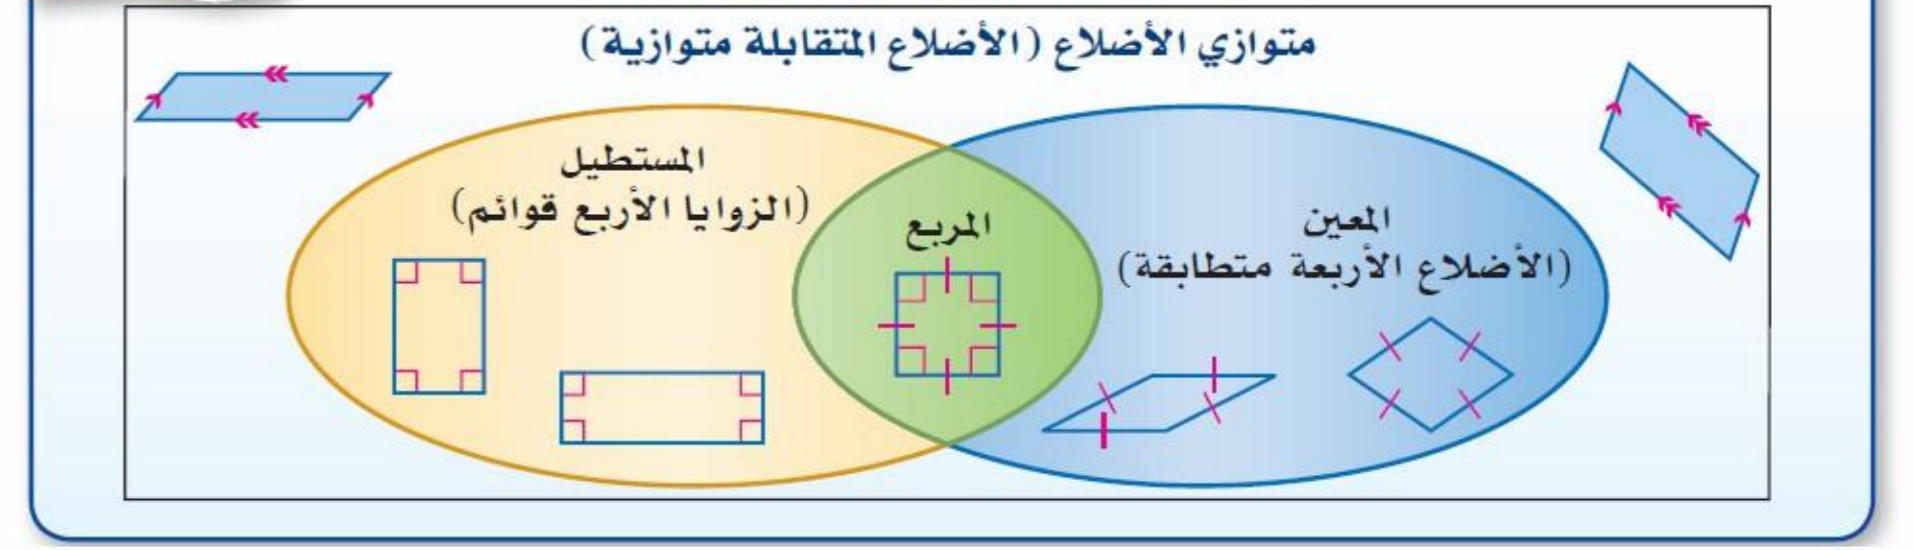 متوازي الأضلاع (الأضلاع المتقابلة متوازية)
المستطيل
(الزوايا الأربع قوائم)
المربع
المعين
(الأضلاع الأربعة متطابقة)